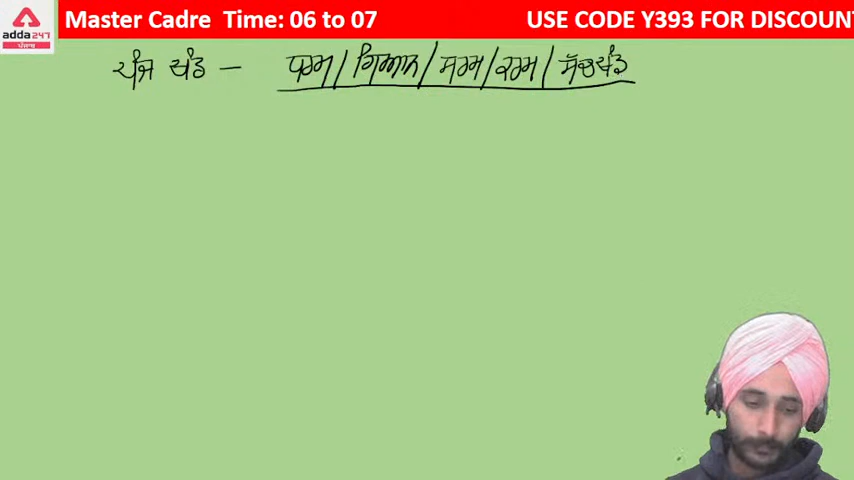 Master Cadre Time: 06 to 07
USE CODE Y393 FOR DISCOUN
adda247
ਪੰਜਾਬ
ਪੰਜ ਖੰਡ - ਧਰਮ/ਗਿਆਨ/ਸਰਮ/ਕਰਮ/ਸੱਚਖੰਡ